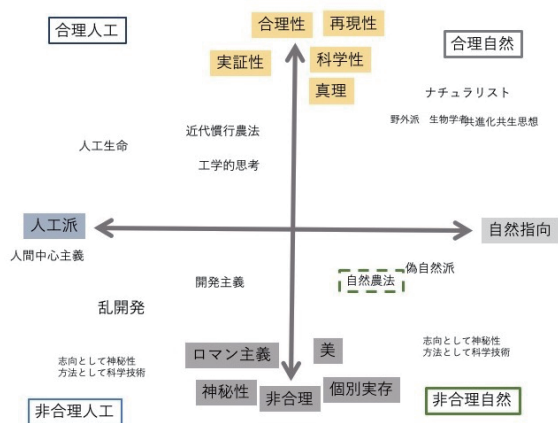 合理人工
合理性
再現性
合理自然
実証性
科学性
真理
ナチュラリスト
近代慣行農法
野外派 生物学者共進化共生思想
人工生命
工学的思考
人工派
自然指向
人間中心主義
偽自然派
開発主義
自然農法
乱開発
ロマン主義
美
志向として神秘性
方法として科学技術
志向として神秘性
方法として科学技術
神秘性
非合理
個別実存
非合理人工
非合理自然